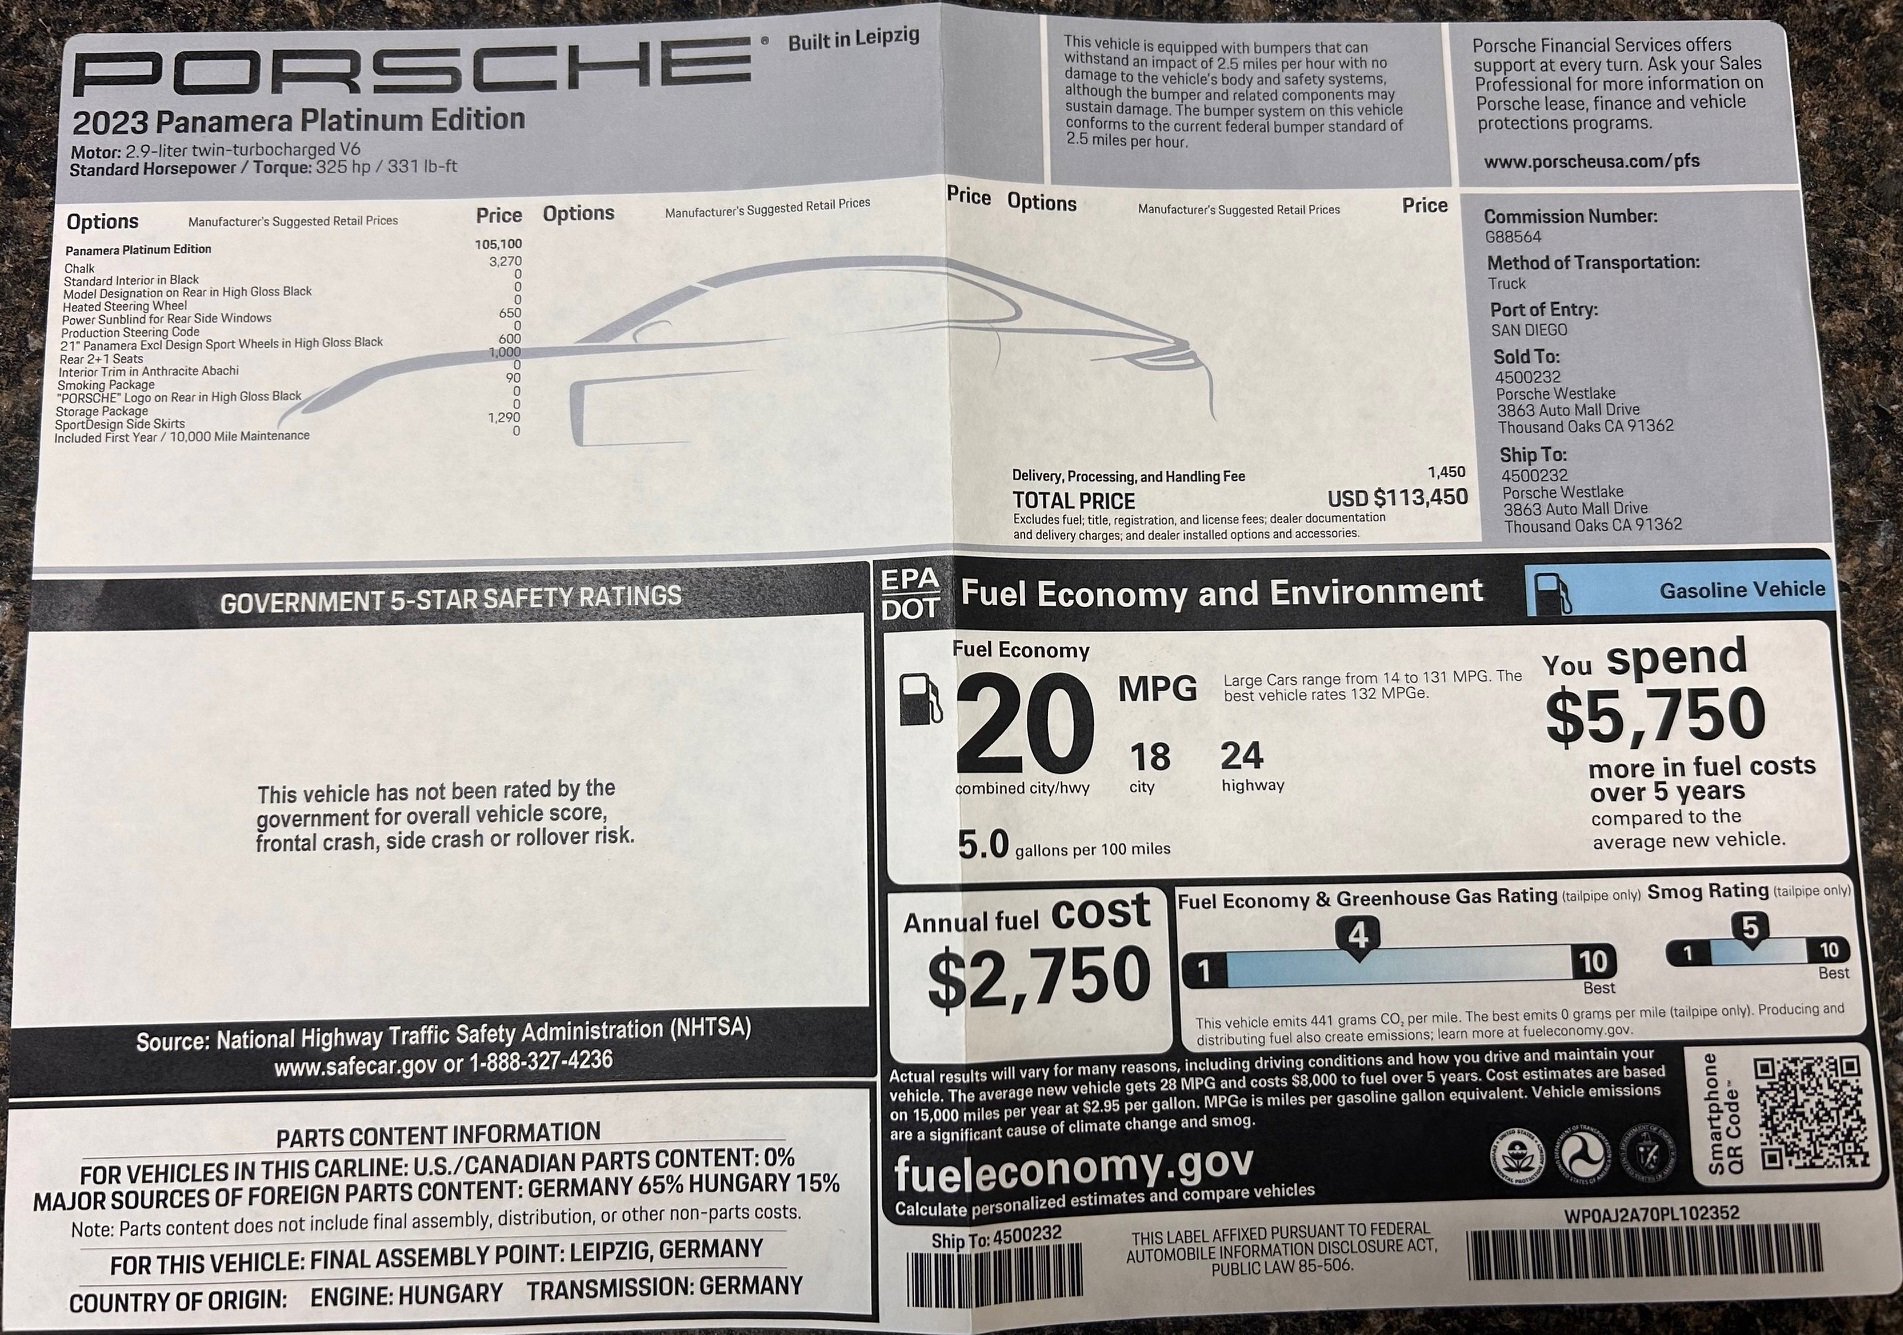 PORSCHE® Built in Leipzig
2023 Panamera Platinum Edition
Motor: 2.9-liter twin-turbocharged V6
Standard Horsepower / Torque: 325 hp / 331 lb-ft
This vehicle is equipped with bumpers that can
withstand an impact of 2.5 miles per hour with no
damage to the vehicle's body and safety systems,
although the bumper and related components may
sustain damage. The bumper system on this vehicle
conforms to the current federal bumper standard of
2.5 miles per hour.
Porsche Financial Services offers
support at every turn. Ask your Sales
Professional for more information on
Porsche lease, finance and vehicle
protections programs.
www.porscheusa.com/pfs
Options Manufacturer's Suggested Retail Prices Price Options Manufacturer's Suggested Retail Prices Price Options Manufacturer's Suggested Retail Prices Price
Panamera Platinum Edition 105,100
Chalk 3,270
Standard Interior in Black 0
Model Designation on Rear in High Gloss Black 0
Heated Steering Wheel 0
Power Sunblind for Rear Side Windows 650
Production Steering Code 0
21" Panamera Excl Design Sport Wheels in High Gloss Black 600
Rear 2+1 Seats 1,000
Interior Trim in Anthracite Abachi 0
Smoking Package 90
"PORSCHE" Logo on Rear in High Gloss Black 0
Storage Package 0
SportDesign Side Skirts 1,290
Included First Year / 10,000 Mile Maintenance 0
Delivery, Processing, and Handling Fee 1,450
TOTAL PRICE USD $113,450
Excludes fuel; title, registration, and license fees; dealer documentation
and delivery charges; and dealer installed options and accessories.
Commission Number:
G88564
Method of Transportation:
Truck
Port of Entry:
SAN DIEGO
Sold To:
4500232
Porsche Westlake
3863 Auto Mall Drive
Thousand Oaks CA 91362
Ship To:
4500232
Porsche Westlake
3863 Auto Mall Drive
Thousand Oaks CA 91362
GOVERNMENT 5-STAR SAFETY RATINGS
This vehicle has not been rated by the
government for overall vehicle score,
frontal crash, side crash or rollover risk.
Source: National Highway Traffic Safety Administration (NHTSA)
www.safecar.gov or 1-888-327-4236
PARTS CONTENT INFORMATION
FOR VEHICLES IN THIS CARLINE: U.S./CANADIAN PARTS CONTENT: 0%
MAJOR SOURCES OF FOREIGN PARTS CONTENT: GERMANY 65% HUNGARY 15%
Note: Parts content does not include final assembly, distribution, or other non-parts costs.
FOR THIS VEHICLE: FINAL ASSEMBLY POINT: LEIPZIG, GERMANY
COUNTRY OF ORIGIN: ENGINE: HUNGARY TRANSMISSION: GERMANY
EPA
DOT
Fuel Economy and Environment
Gasoline Vehicle
Fuel Economy
20 MPG
combined city/hwy
18
city
24
highway
5.0 gallons per 100 miles
Large Cars range from 14 to 131 MPG. The
best vehicle rates 132 MPGe.
You spend
$5,750
more in fuel costs
over 5 years
compared to the
average new vehicle.
Annual fuel cost
$2,750
Fuel Economy & Greenhouse Gas Rating (tailpipe only)
4
1 10
Best
Smog Rating (tailpipe only)
5
1 10
Best
This vehicle emits 441 grams CO₂ per mile. The best emits 0 grams per mile (tailpipe only). Producing and
distributing fuel also create emissions; learn more at fueleconomy.gov.
Actual results will vary for many reasons, including driving conditions and how you drive and maintain your
vehicle. The average new vehicle gets 28 MPG and costs $8,000 to fuel over 5 years. Cost estimates are based
on 15,000 miles per year at $2.95 per gallon. MPGe is miles per gasoline gallon equivalent. Vehicle emissions
are a significant cause of climate change and smog.
fueleconomy.gov
Calculate personalized estimates and compare vehicles
Smartphone
QR Code™
Ship To: 4500232
THIS LABEL AFFIXED PURSUANT TO FEDERAL
AUTOMOBILE INFORMATION DISCLOSURE ACT,
PUBLIC LAW 85-506.
WP0AJ2A70PL102352